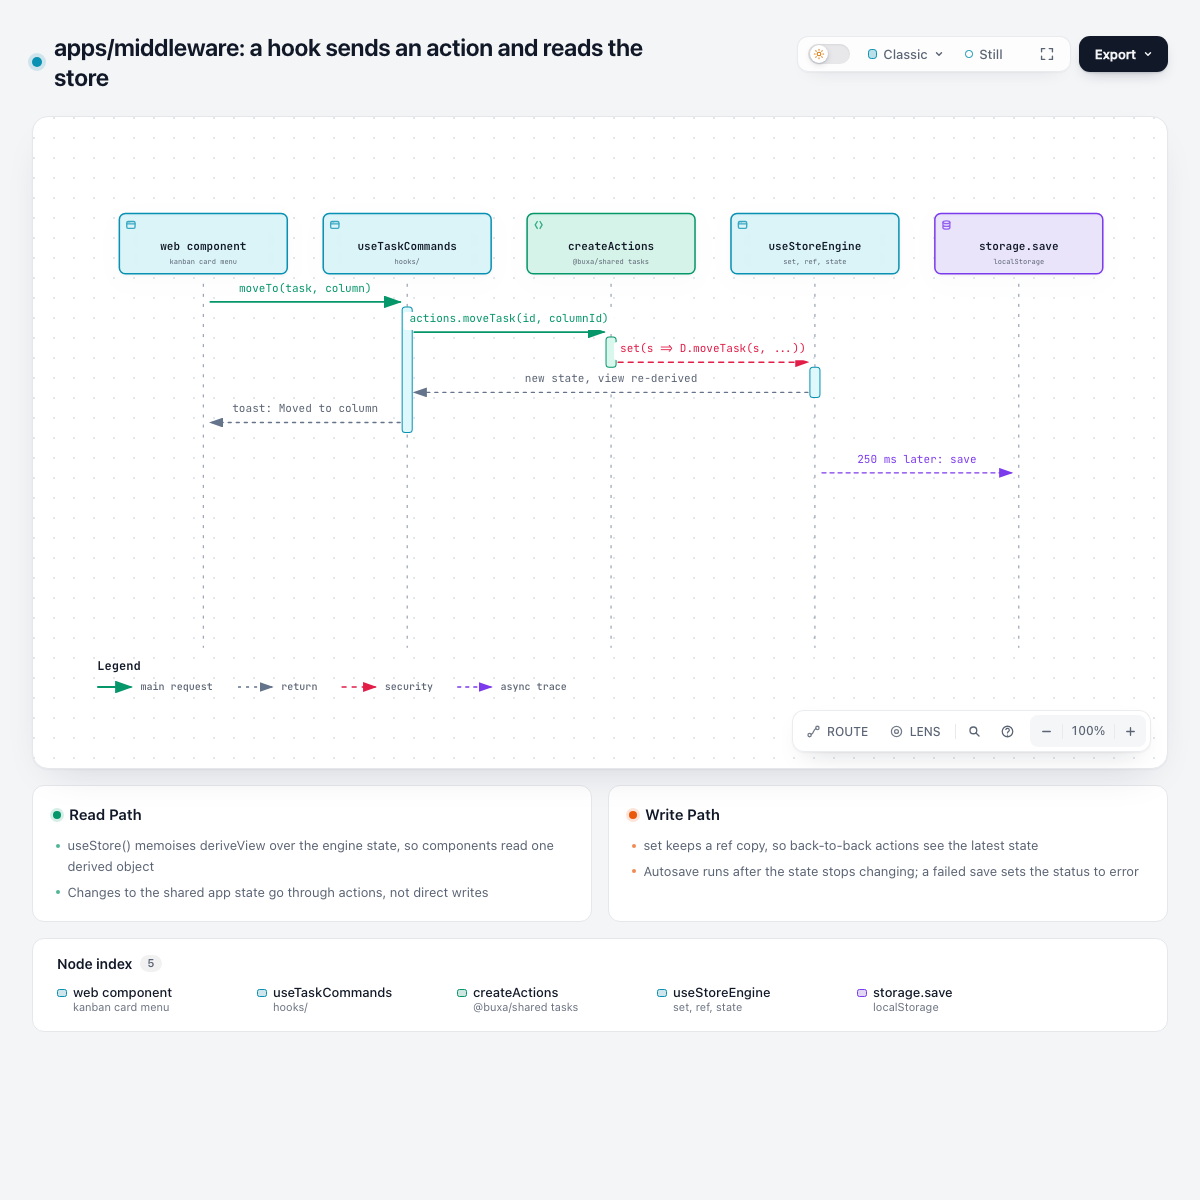 apps/middleware: a hook sends an action and reads the
store
Classic
Still
Export
web component
kanban card menu
useTaskCommands
hooks/
createActions
@buxa/shared tasks
useStoreEngine
set, ref, state
storage.save
localStorage
moveTo(task, column)
actions.moveTask(id, columnId)
set(s => D.moveTask(s, ...))
new state, view re-derived
toast: Moved to column
250 ms later: save
Legend
main request
return
security
async trace
ROUTE
LENS
100%
Read Path
useStore() memoises deriveView over the engine state, so components read one
derived object
Changes to the shared app state go through actions, not direct writes
Write Path
set keeps a ref copy, so back-to-back actions see the latest state
Autosave runs after the state stops changing; a failed save sets the status to error
Node index 5
web component
kanban card menu
useTaskCommands
hooks/
createActions
@buxa/shared tasks
useStoreEngine
set, ref, state
storage.save
localStorage